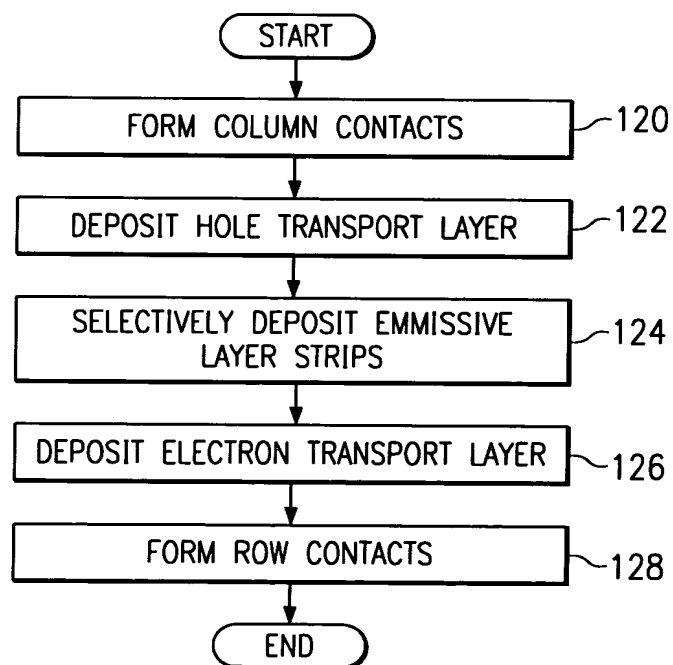 START
FORM COLUMN CONTACTS
120
DEPOSIT HOLE TRANSPORT LAYER
122
SELECTIVELY DEPOSIT EMMISSIVE
LAYER STRIPS
124
DEPOSIT ELECTRON TRANSPORT LAYER
126
FORM ROW CONTACTS
128
END